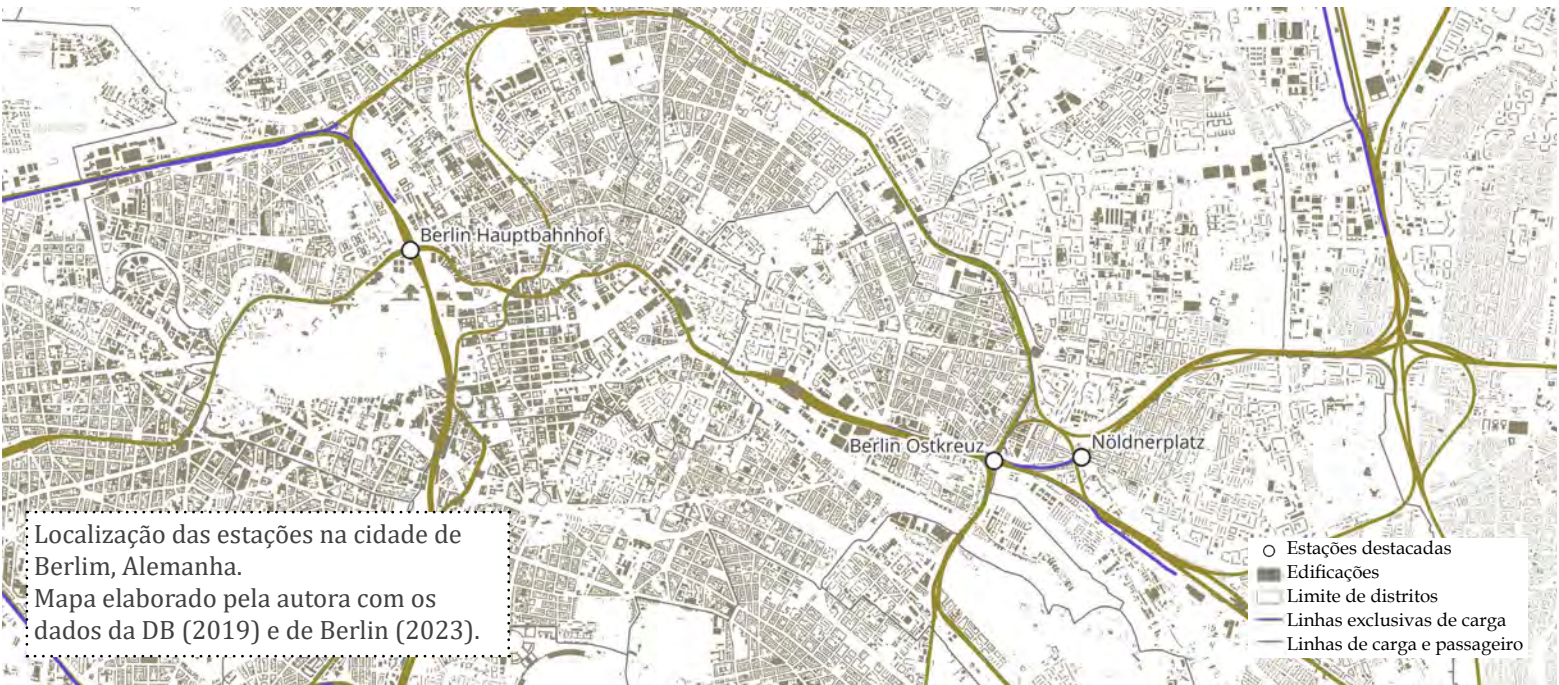 Berlin Hauptbahnhof
Berlin Ostkreuz
Nöldnerplatz
Localização das estações na cidade de
Berlim, Alemanha.
Mapa elaborado pela autora com os
dados da DB (2019) e de Berlin (2023).
Estações destacadas
Edificações
Limite de distritos
Linhas exclusivas de carga
Linhas de carga e passageiro